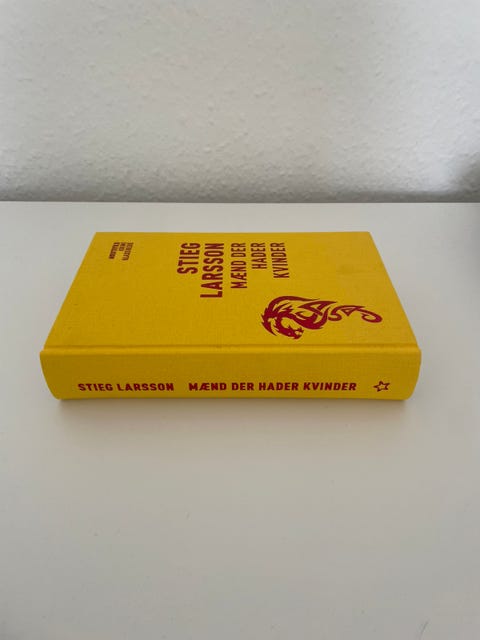 STIEG
LARSSON
MÆND DER
HADER
KVINDER
STIEG LARSSON MÆND DER HADER KVINDER